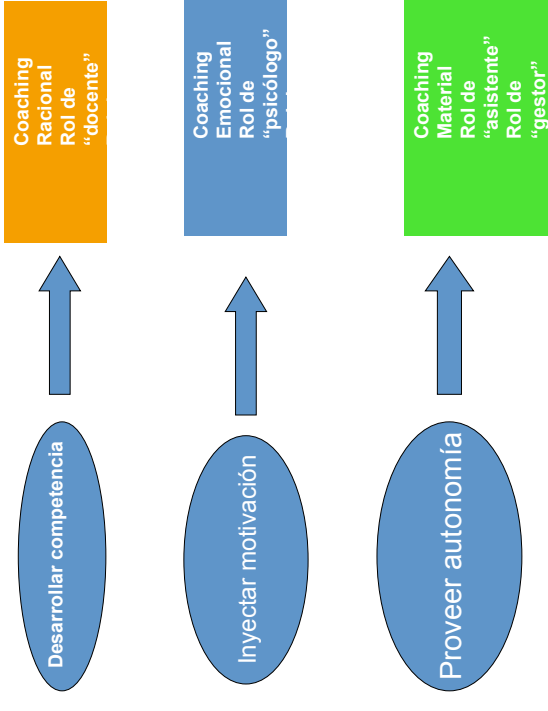 Desarrollar competencia
Coaching
Racional
Rol de
“docente”
Inyectar motivación
Coaching
Emocional
Rol de
“psicólogo”
Proveer autonomía
Coaching
Material
Rol de
“asistente”
Rol de
“gestor”